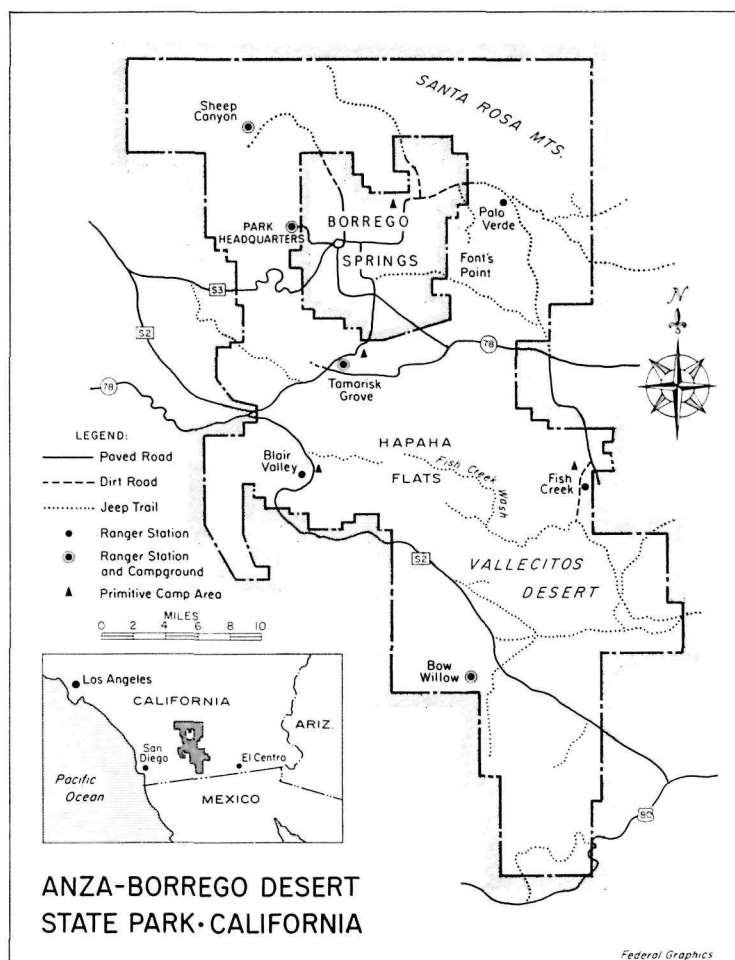 SANTA ROSA MTS.
Sheep
Canyon
PARK
HEADQUARTERS
BORREGO
SPRINGS
Palo
Verde
Font's
Point
N
S3
S2
78
78
Tamarisk
Grove
LEGEND:
Paved Road
Dirt Road
Jeep Trail
Ranger Station
Ranger Station
and Campground
Primitive Camp Area
MILES
0 2 4 6 8 10
Blair
Valley
HAPAHA
FLATS
Fish Creek
Wash
Fish
Creek
VALLECITOS
DESERT
S2
Bow
Willow
80
Los Angeles
CALIFORNIA
ARIZ.
San
Diego
El Centro
Pacific
Ocean
MEXICO
ANZA-BORREGO DESERT
STATE PARK·CALIFORNIA
Federal Graphics